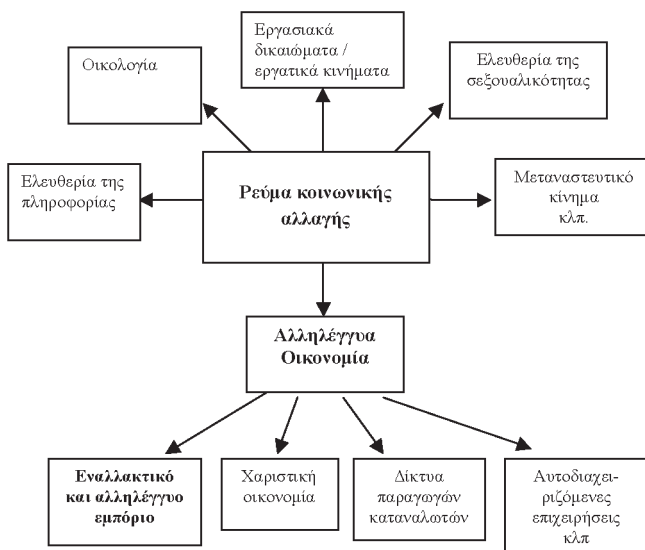 Εργασιακά
δικαιώματα /
εργατικά κινήματα
Οικολογία
Ελευθερία της
σεξουαλικότητας
Ελευθερία της
πληροφορίας
Ρεύμα κοινωνικής
αλλαγής
Μεταναστευτικό
κίνημα
κλπ.
Αλληλέγγυα
Οικονομία
Εναλλακτικό
και αλληλέγγυο
εμπόριο
Χαριστική
οικονομία
Δίκτυα
παραγωγών
καταναλωτών
Αυτοδιαχει-
ριζόμενες
επιχειρήσεις
κλπ